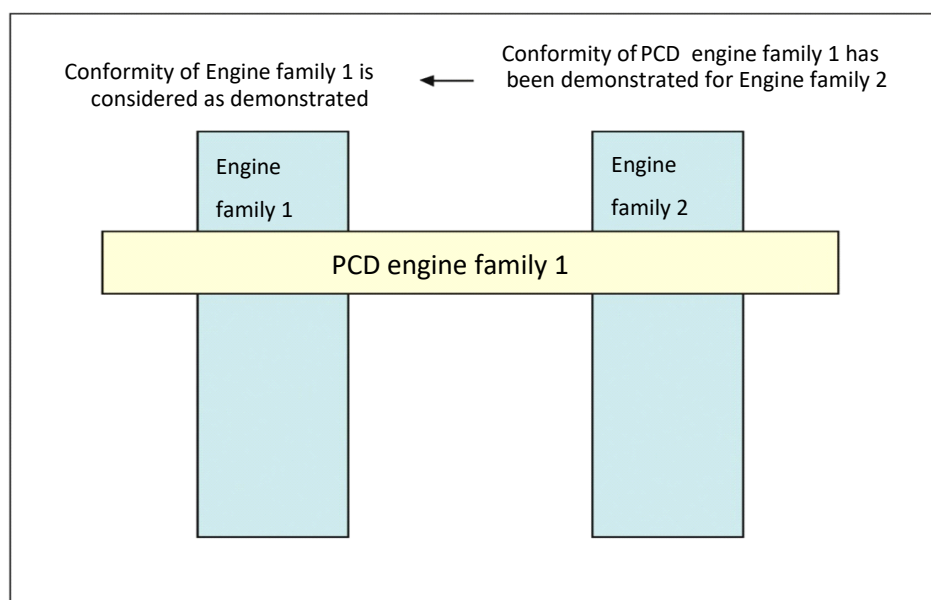 Conformity of Engine family 1 is
considered as demonstrated
Conformity of PCD engine family 1 has
been demonstrated for Engine family 2
Engine
family 1
Engine
family 2
PCD engine family 1